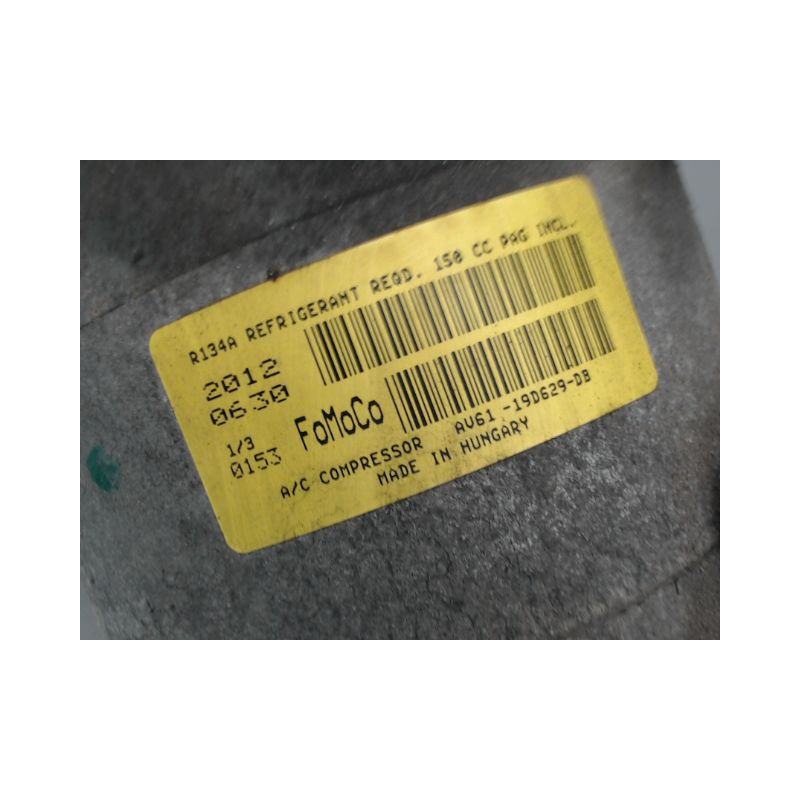 R134A REFRIGERAMT REQD. 150 CC PAG INCL.
2012
0630
1/3
0153
FoMoCo
A/C COMPRESSOR AV61-19D629-DB
MADE IN HUNGARY